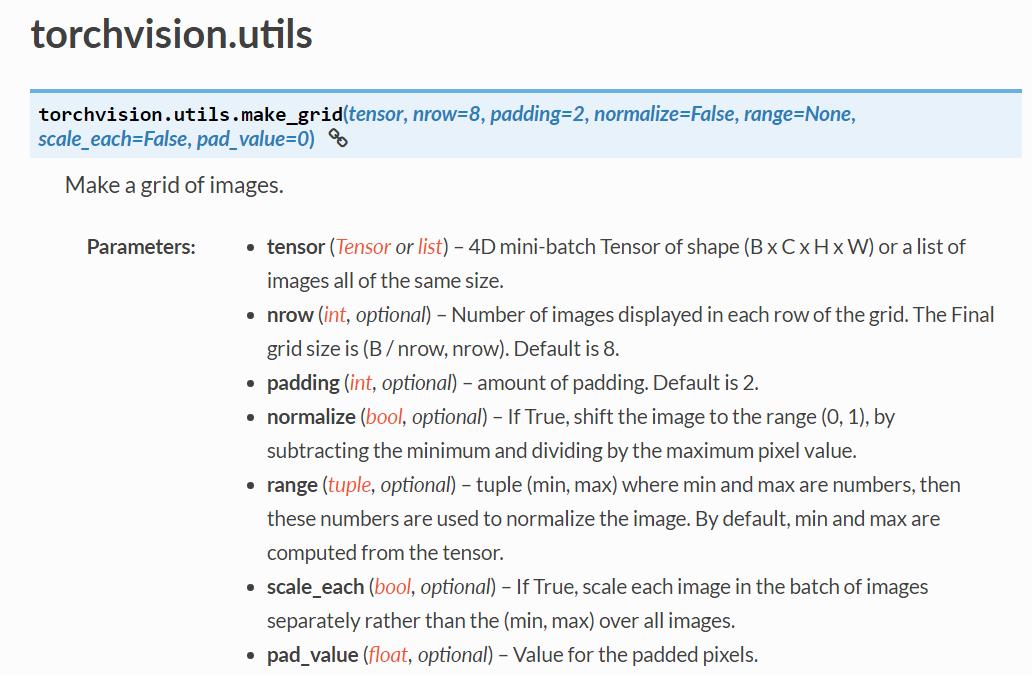 torchvision.utils
torchvision.utils.make_grid(tensor, nrow=8, padding=2, normalize=False, range=None,
scale_each=False, pad_value=0)
Make a grid of images.
Parameters:
• tensor (Tensor or list) – 4D mini-batch Tensor of shape (B x C x H x W) or a list of
images all of the same size.
• nrow (int, optional) – Number of images displayed in each row of the grid. The Final
grid size is (B / nrow, nrow). Default is 8.
• padding (int, optional) – amount of padding. Default is 2.
• normalize (bool, optional) – If True, shift the image to the range (0, 1), by
subtracting the minimum and dividing by the maximum pixel value.
• range (tuple, optional) – tuple (min, max) where min and max are numbers, then
these numbers are used to normalize the image. By default, min and max are
computed from the tensor.
• scale_each (bool, optional) – If True, scale each image in the batch of images
separately rather than the (min, max) over all images.
• pad_value (float, optional) – Value for the padded pixels.